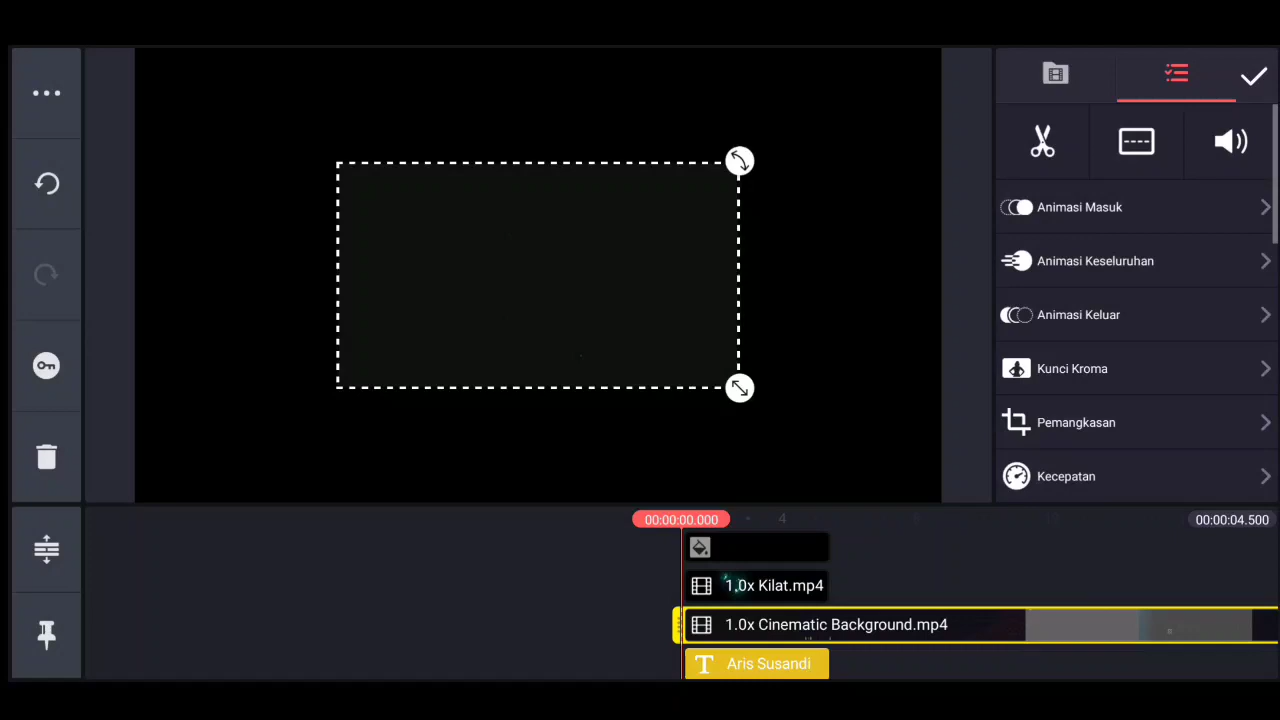 Animasi Masuk
Animasi Keseluruhan
Animasi Keluar
Kunci Kroma
Pemangkasan
Kecepatan
00:00:00.000
4
00:00:04.500
1.0x Kilat.mp4
1.0x Cinematic Background.mp4
T Aris Susandi